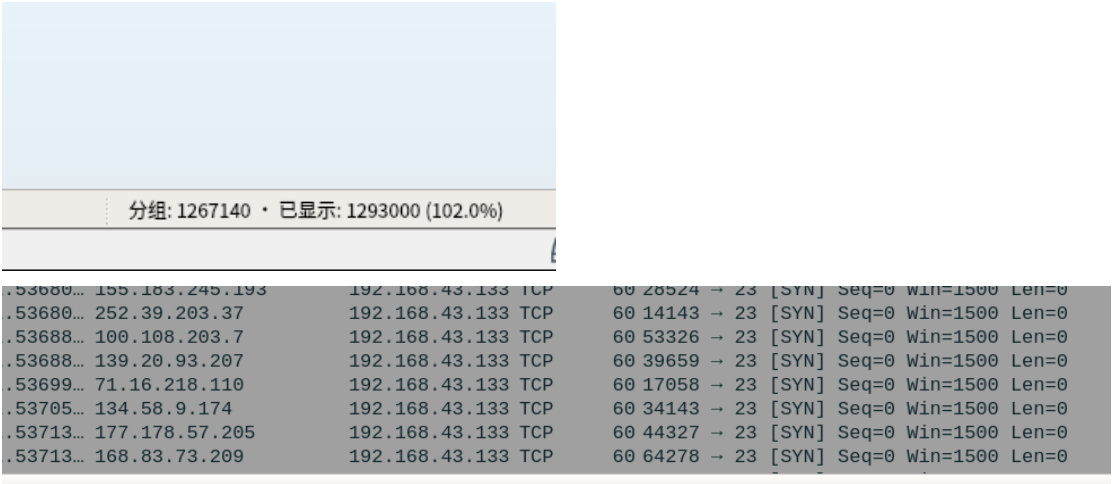 分组: 1267140 · 已显示: 1293000 (102.0%)
.53680… 155.183.245.193 192.168.43.133 TCP 60 28524 → 23 [SYN] Seq=0 Win=1500 Len=0
.53680… 252.39.203.37 192.168.43.133 TCP 60 14143 → 23 [SYN] Seq=0 Win=1500 Len=0
.53688… 100.108.203.7 192.168.43.133 TCP 60 53326 → 23 [SYN] Seq=0 Win=1500 Len=0
.53688… 139.20.93.207 192.168.43.133 TCP 60 39659 → 23 [SYN] Seq=0 Win=1500 Len=0
.53699… 71.16.218.110 192.168.43.133 TCP 60 17058 → 23 [SYN] Seq=0 Win=1500 Len=0
.53705… 134.58.9.174 192.168.43.133 TCP 60 34143 → 23 [SYN] Seq=0 Win=1500 Len=0
.53713… 177.178.57.205 192.168.43.133 TCP 60 44327 → 23 [SYN] Seq=0 Win=1500 Len=0
.53713… 168.83.73.209 192.168.43.133 TCP 60 64278 → 23 [SYN] Seq=0 Win=1500 Len=0